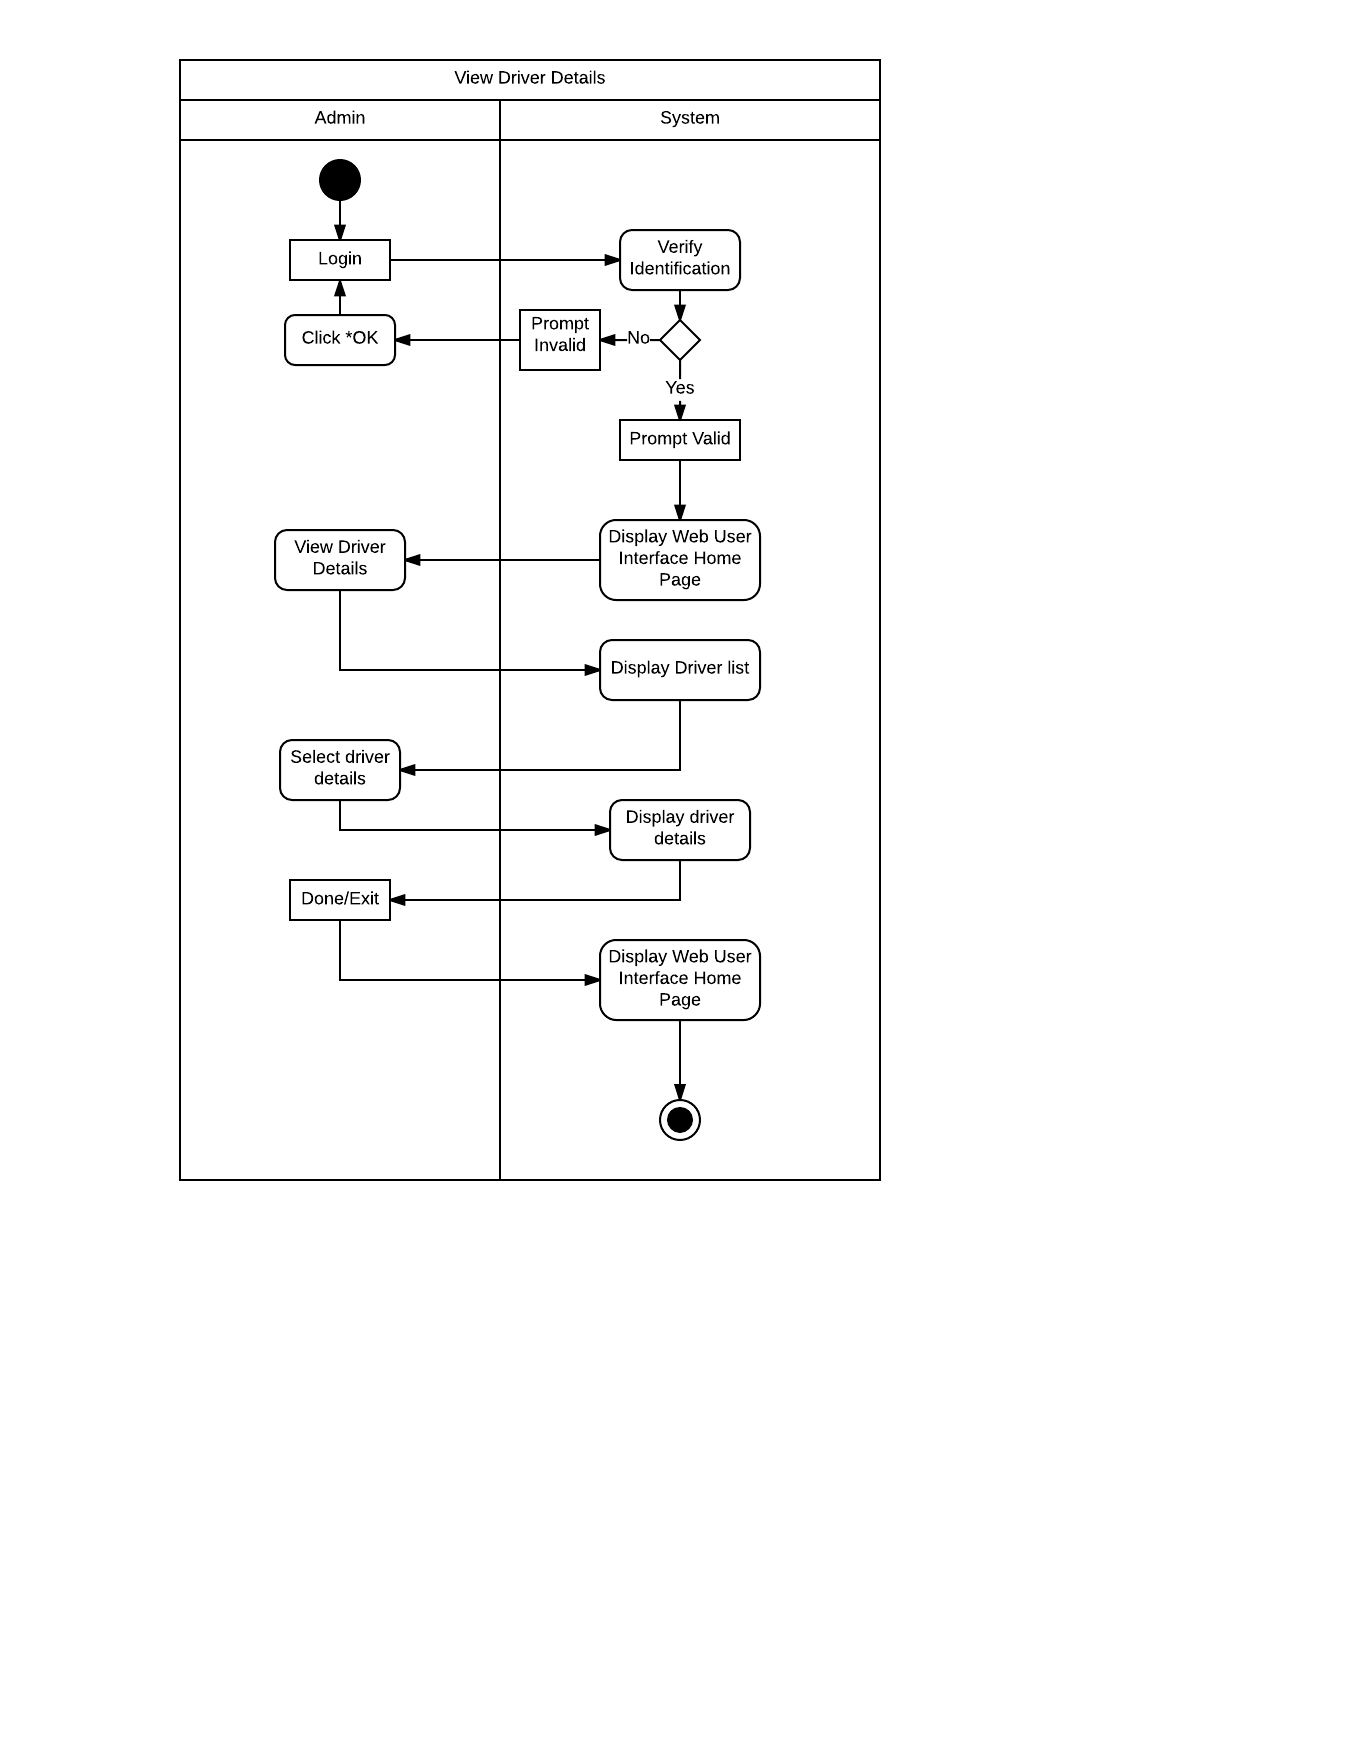 View Driver Details
Admin
System
Login
Verify
Identification
Click *OK
Prompt
Invalid
No
Yes
Prompt Valid
View Driver
Details
Display Web User
Interface Home
Page
Display Driver list
Select driver
details
Display driver
details
Done/Exit
Display Web User
Interface Home
Page